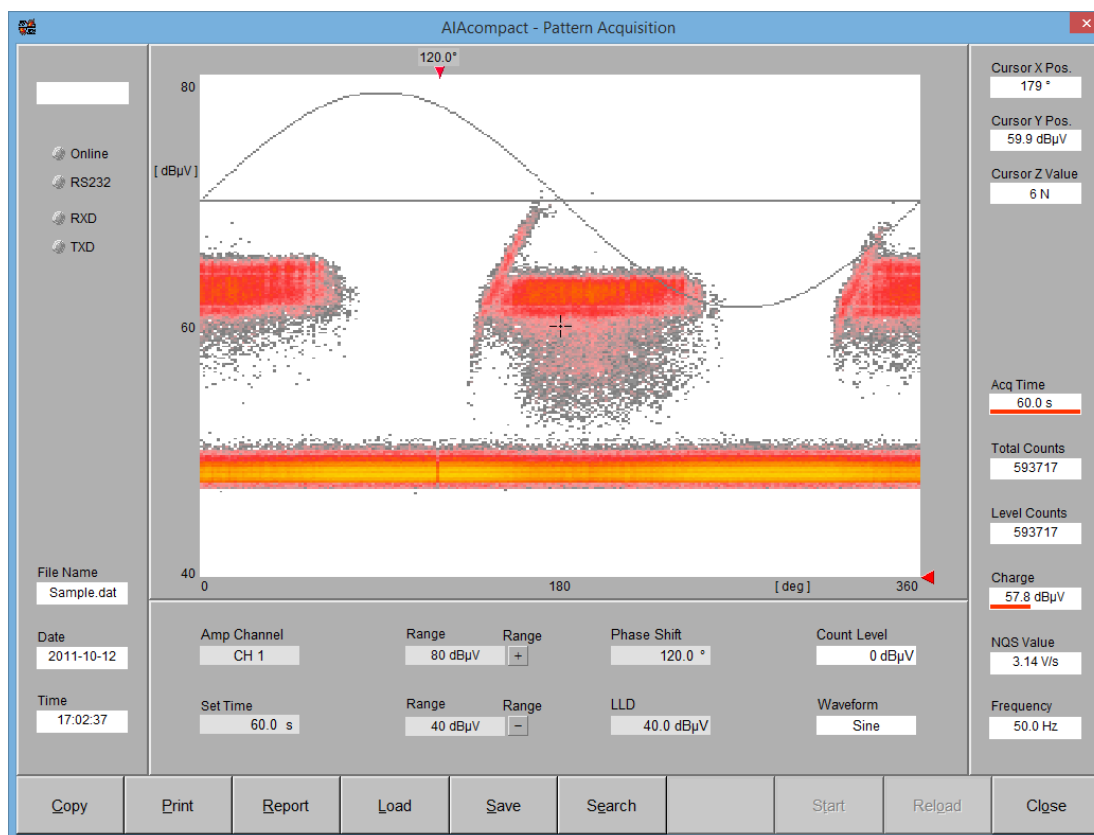 AIAcompact - Pattern Acquisition
x
Online
RS232
RXD
TXD
File Name
Sample.dat
Date
2011-10-12
Time
17:02:37
120.0°
80
[ dBµV ]
60
40
0
180
[ deg ]
360
Cursor X Pos.
179 °
Cursor Y Pos.
59.9 dBµV
Cursor Z Value
6 N
Acq Time
60.0 s
Total Counts
593717
Level Counts
593717
Charge
57.8 dBµV
NQS Value
3.14 V/s
Frequency
50.0 Hz
Amp Channel
CH 1
Range
80 dBµV
Range
+
Phase Shift
120.0 °
Count Level
0 dBµV
Set Time
60.0 s
Range
40 dBµV
Range
−
LLD
40.0 dBµV
Waveform
Sine
Copy
Print
Report
Load
Save
Search
Start
Reload
Close